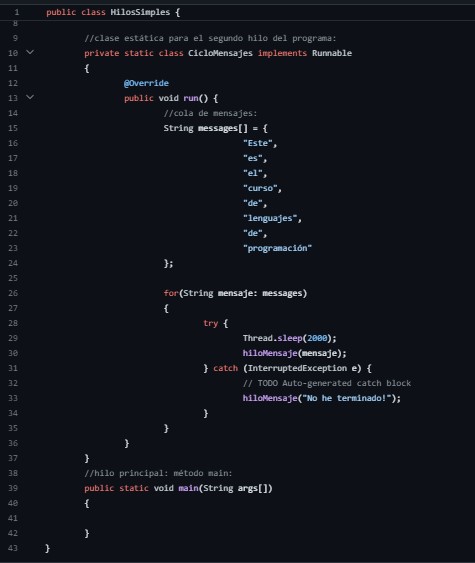 1 public class HilosSimples {
8
9 //clase estática para el segundo hilo del programa:
10 private static class CicloMensajes implements Runnable
11 {
12 @Override
13 public void run() {
14 //cola de mensajes:
15 String messages[] = {
16 "Este",
17 "es",
18 "el",
19 "curso",
20 "de",
21 "lenguajes",
22 "de",
23 "programación"
24 };
25
26 for(String mensaje: messages)
27 {
28 try {
29 Thread.sleep(2000);
30 hiloMensaje(mensaje);
31 } catch (InterruptedException e) {
32 // TODO Auto-generated catch block
33 hiloMensaje("No he terminado!");
34 }
35 }
36 }
37 }
38 //hilo principal: método main:
39 public static void main(String args[])
40 {
41
42 }
43 }